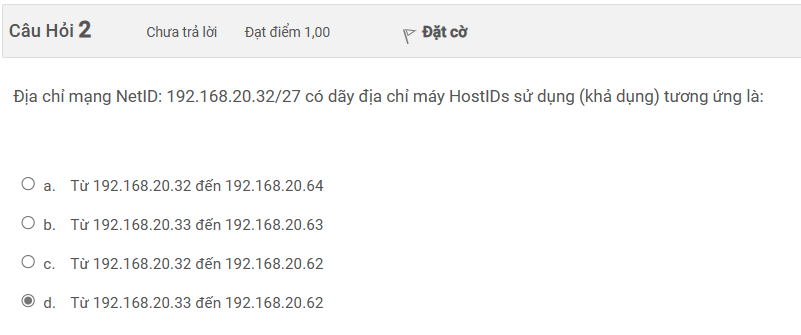 Câu Hỏi 2 Chưa trả lời Đạt điểm 1,00 Đặt cờ
Địa chỉ mạng NetID: 192.168.20.32/27 có dãy địa chỉ máy HostIDs sử dụng (khả dụng) tương ứng là:
a. Từ 192.168.20.32 đến 192.168.20.64
b. Từ 192.168.20.33 đến 192.168.20.63
c. Từ 192.168.20.32 đến 192.168.20.62
d. Từ 192.168.20.33 đến 192.168.20.62